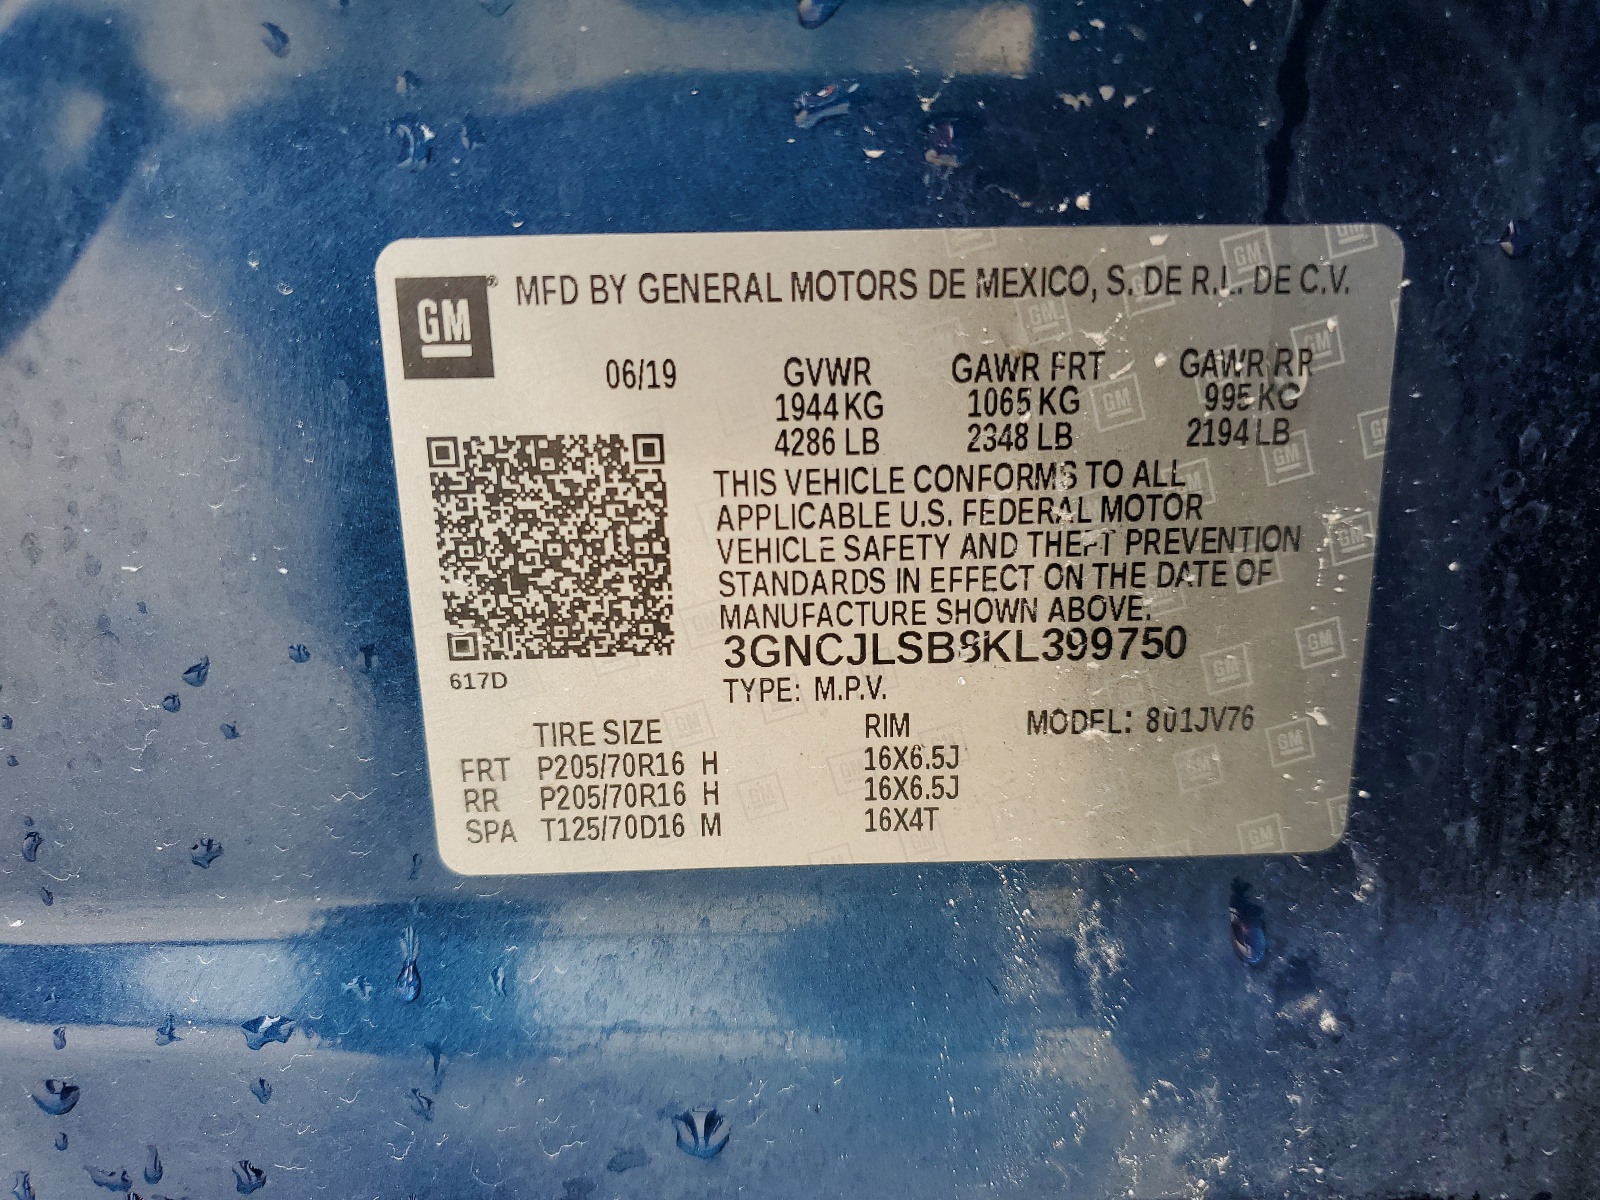 GM® MFD BY GENERAL MOTORS DE MEXICO, S. DE R.L. DE C.V.
06/19 GVWR GAWR FRT GAWR RR
1944 KG 1065 KG 995 KG
4286 LB 2348 LB 2194 LB
THIS VEHICLE CONFORMS TO ALL
APPLICABLE U.S. FEDERAL MOTOR
VEHICLE SAFETY AND THEFT PREVENTION
STANDARDS IN EFFECT ON THE DATE OF
MANUFACTURE SHOWN ABOVE.
3GNCJLSB8KL399750
617D
TYPE: M.P.V.
TIRE SIZE RIM MODEL: 801JV76
FRT P205/70R16 H 16X6.5J
RR P205/70R16 H 16X6.5J
SPA T125/70D16 M 16X4T